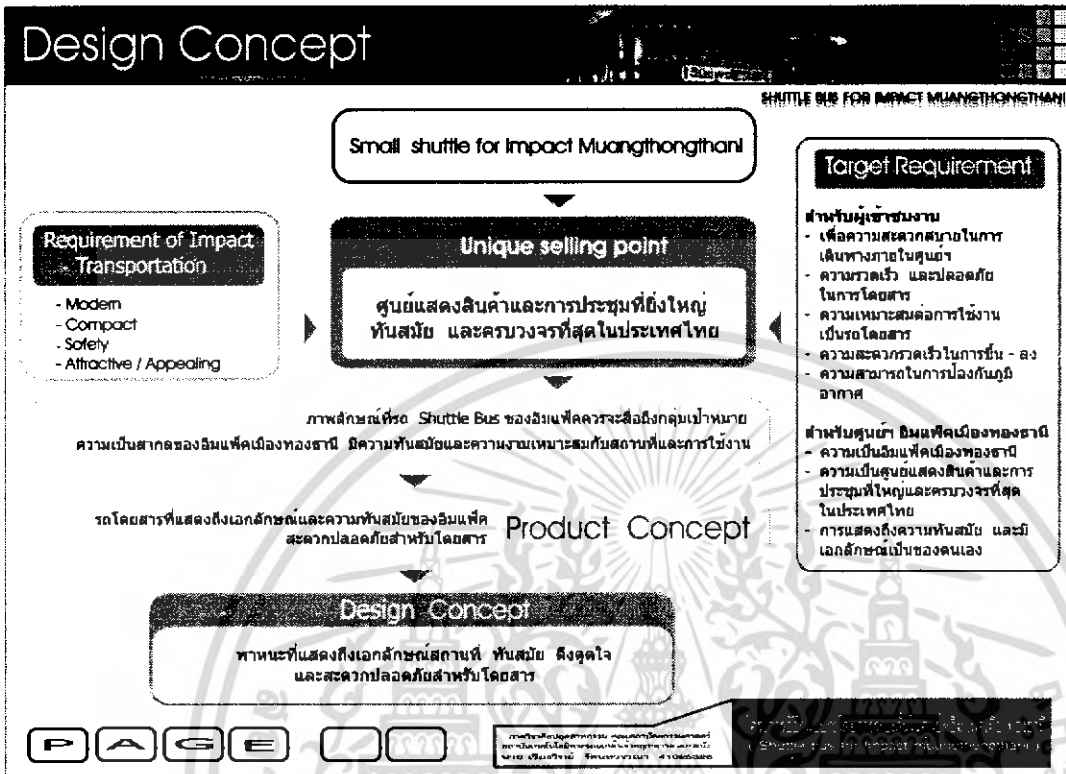 Design Concept
SHUTTLE BUS FOR IMPACT MUANGTHONGTHANI
Small shuttle for Impact Muangthongthani
Requirement of Impact
- Transportation
- Modern
- Compact
- Safety
- Attractive / Appealing
Unique selling point
ศูนย์แสดงสินค้าและการประชุมที่ยิ่งใหญ่
ทันสมัย และครบวงจรที่สุดในประเทศไทย
Target Requirement
สำหรับผู้เข้าชมงาน
- เพื่อความสะดวกสบายในการ
เดินทางภายในศูนย์ฯ
- ความรวดเร็ว และปลอดภัย
ในการโดยสาร
- ความเหมาะสมต่อการใช้งาน
เป็นรถโดยสาร
- ความสะดวกรวดเร็วในการขึ้น - ลง
- ความสามารถในการป้องกันภูมิ
อากาศ
สำหรับศูนย์ฯ อิมแพ็คเมืองทองธานี
- ความเป็นอิมแพ็คเมืองทองธานี
- ความเป็นศูนย์แสดงสินค้าและการ
ประชุมที่ใหญ่และครบวงจรที่สุด
ในประเทศไทย
- การแสดงถึงความทันสมัย และมี
เอกลักษณ์เป็นของตนเอง
ภาพลักษณ์ที่รถ Shuttle Bus ของอิมแพ็คควรจะสื่อถึงกลุ่มเป้าหมาย
ความเป็นสากลของอิมแพ็คเมืองทองธานี มีความทันสมัยและความงามเหมาะสมกับสถานที่และการใช้งาน
รถโดยสารที่แสดงถึงเอกลักษณ์และความทันสมัยของอิมแพ็ค
สะดวกปลอดภัยสำหรับโดยสาร
Product Concept
Design Concept
พาหนะที่แสดงถึงเอกลักษณ์สถานที่ ทันสมัย ดึงดูดใจ
และสะดวกปลอดภัยสำหรับโดยสาร
PAGE